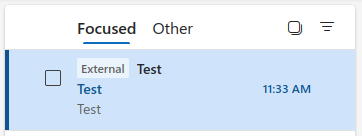 Focused Other
External Test
Test 11:33 AM
Test